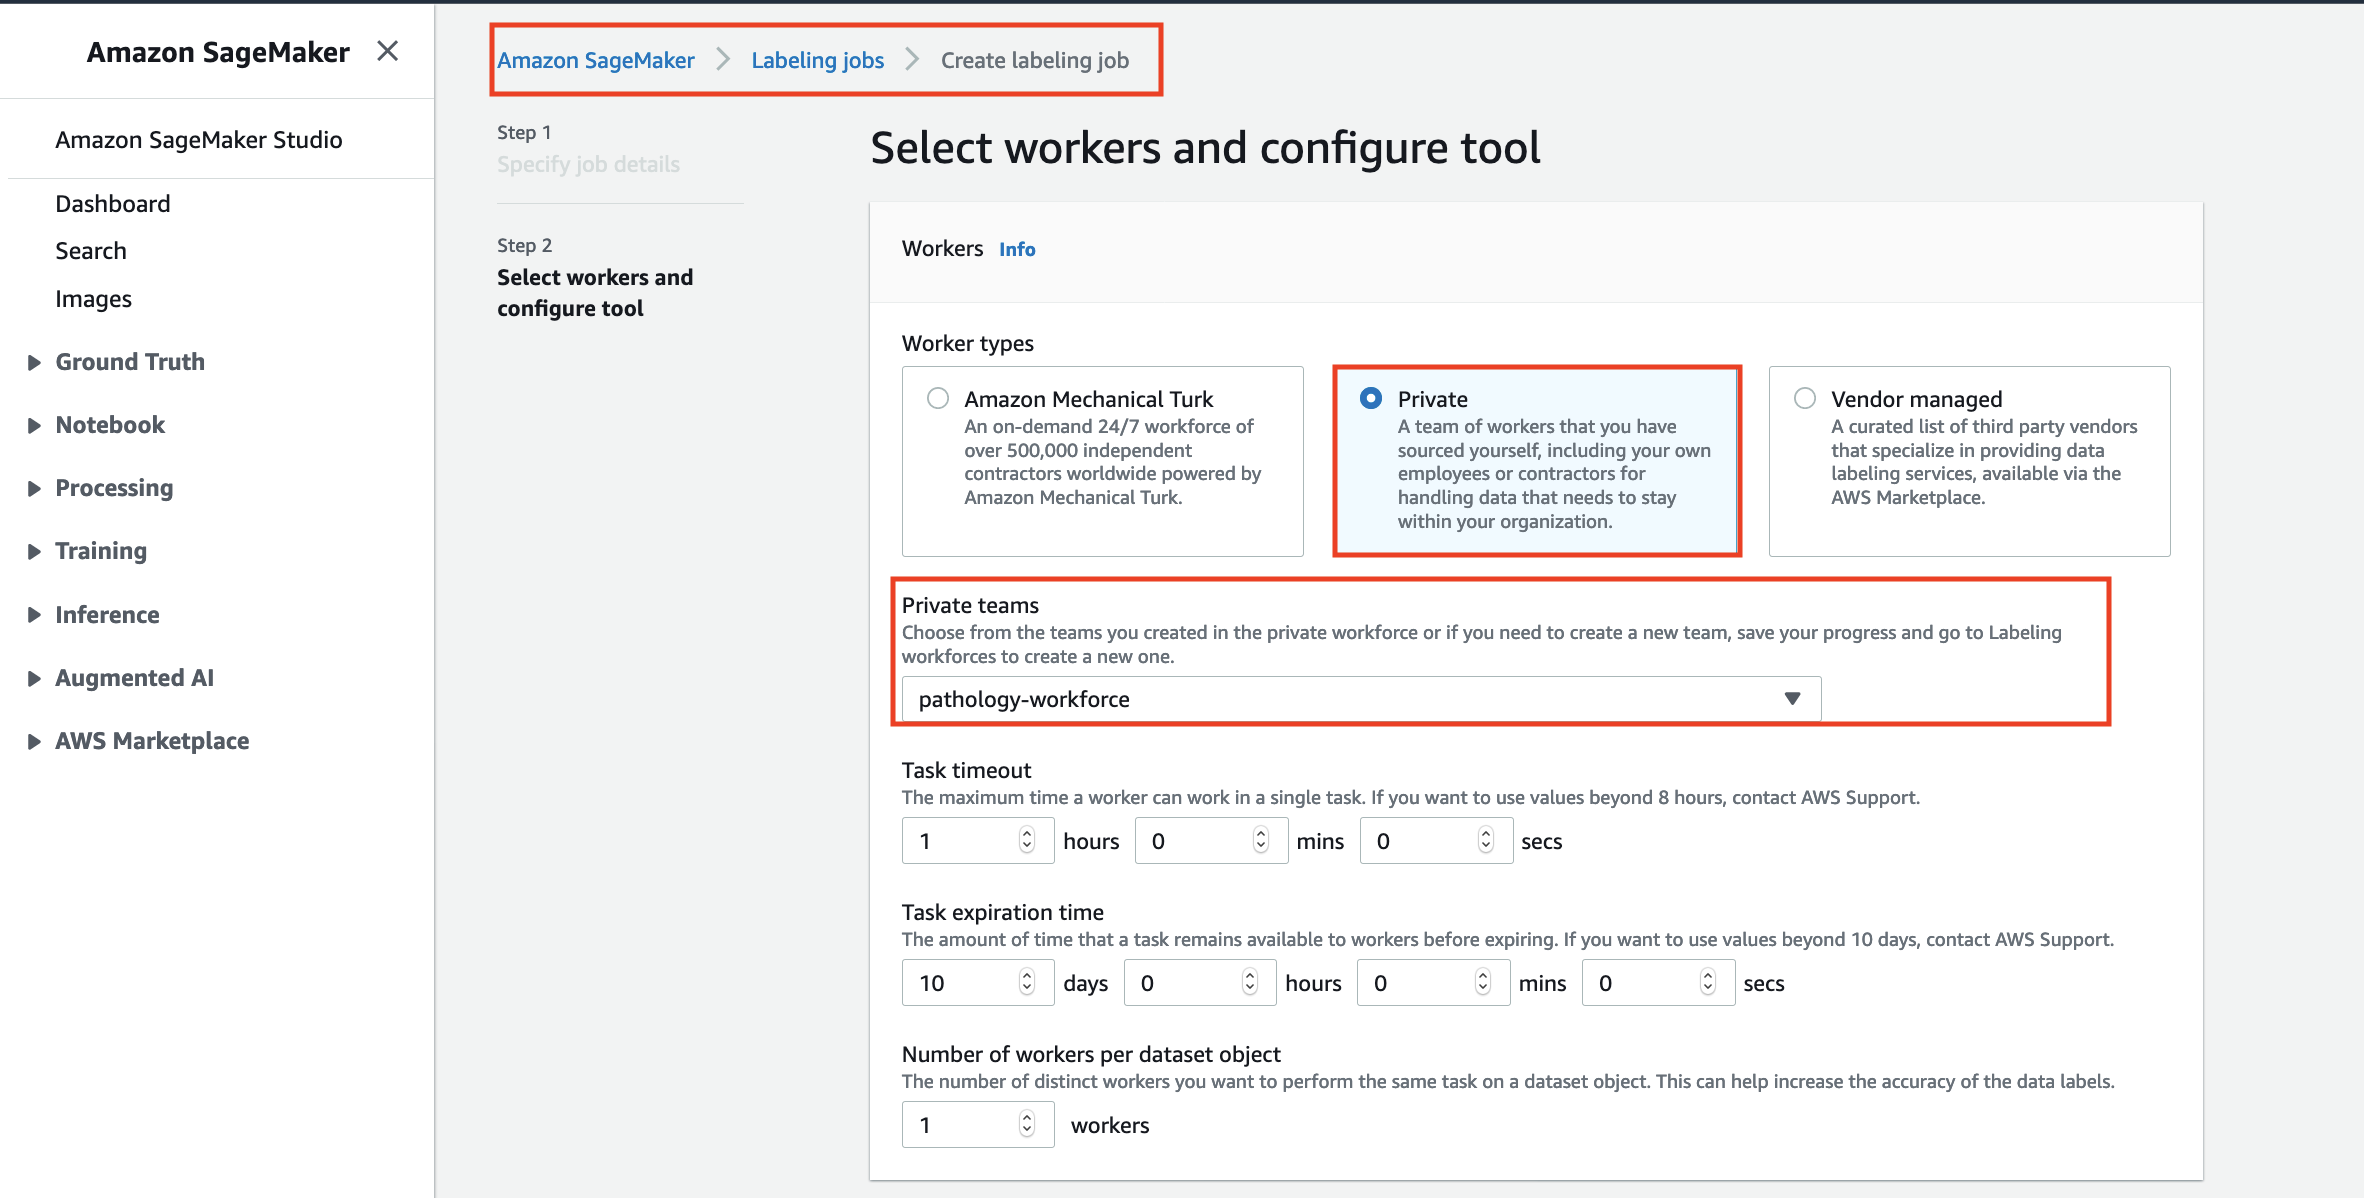 Amazon SageMaker
Amazon SageMaker Studio
Dashboard
Search
Images
Ground Truth
Notebook
Processing
Training
Inference
Augmented AI
AWS Marketplace
Amazon SageMaker > Labeling jobs > Create labeling job
Step 1
Specify job details
Step 2
Select workers and
configure tool
Select workers and configure tool
Workers Info
Worker types
Amazon Mechanical Turk
An on-demand 24/7 workforce of
over 500,000 independent
contractors worldwide powered by
Amazon Mechanical Turk.
Private
A team of workers that you have
sourced yourself, including your own
employees or contractors for
handling data that needs to stay
within your organization.
Vendor managed
A curated list of third party vendors
that specialize in providing data
labeling services, available via the
AWS Marketplace.
Private teams
Choose from the teams you created in the private workforce or if you need to create a new team, save your progress and go to Labeling
workforces to create a new one.
pathology-workforce
Task timeout
The maximum time a worker can work in a single task. If you want to use values beyond 8 hours, contact AWS Support.
1 hours 0 mins 0 secs
Task expiration time
The amount of time that a task remains available to workers before expiring. If you want to use values beyond 10 days, contact AWS Support.
10 days 0 hours 0 mins 0 secs
Number of workers per dataset object
The number of distinct workers you want to perform the same task on a dataset object. This can help increase the accuracy of the data labels.
1 workers